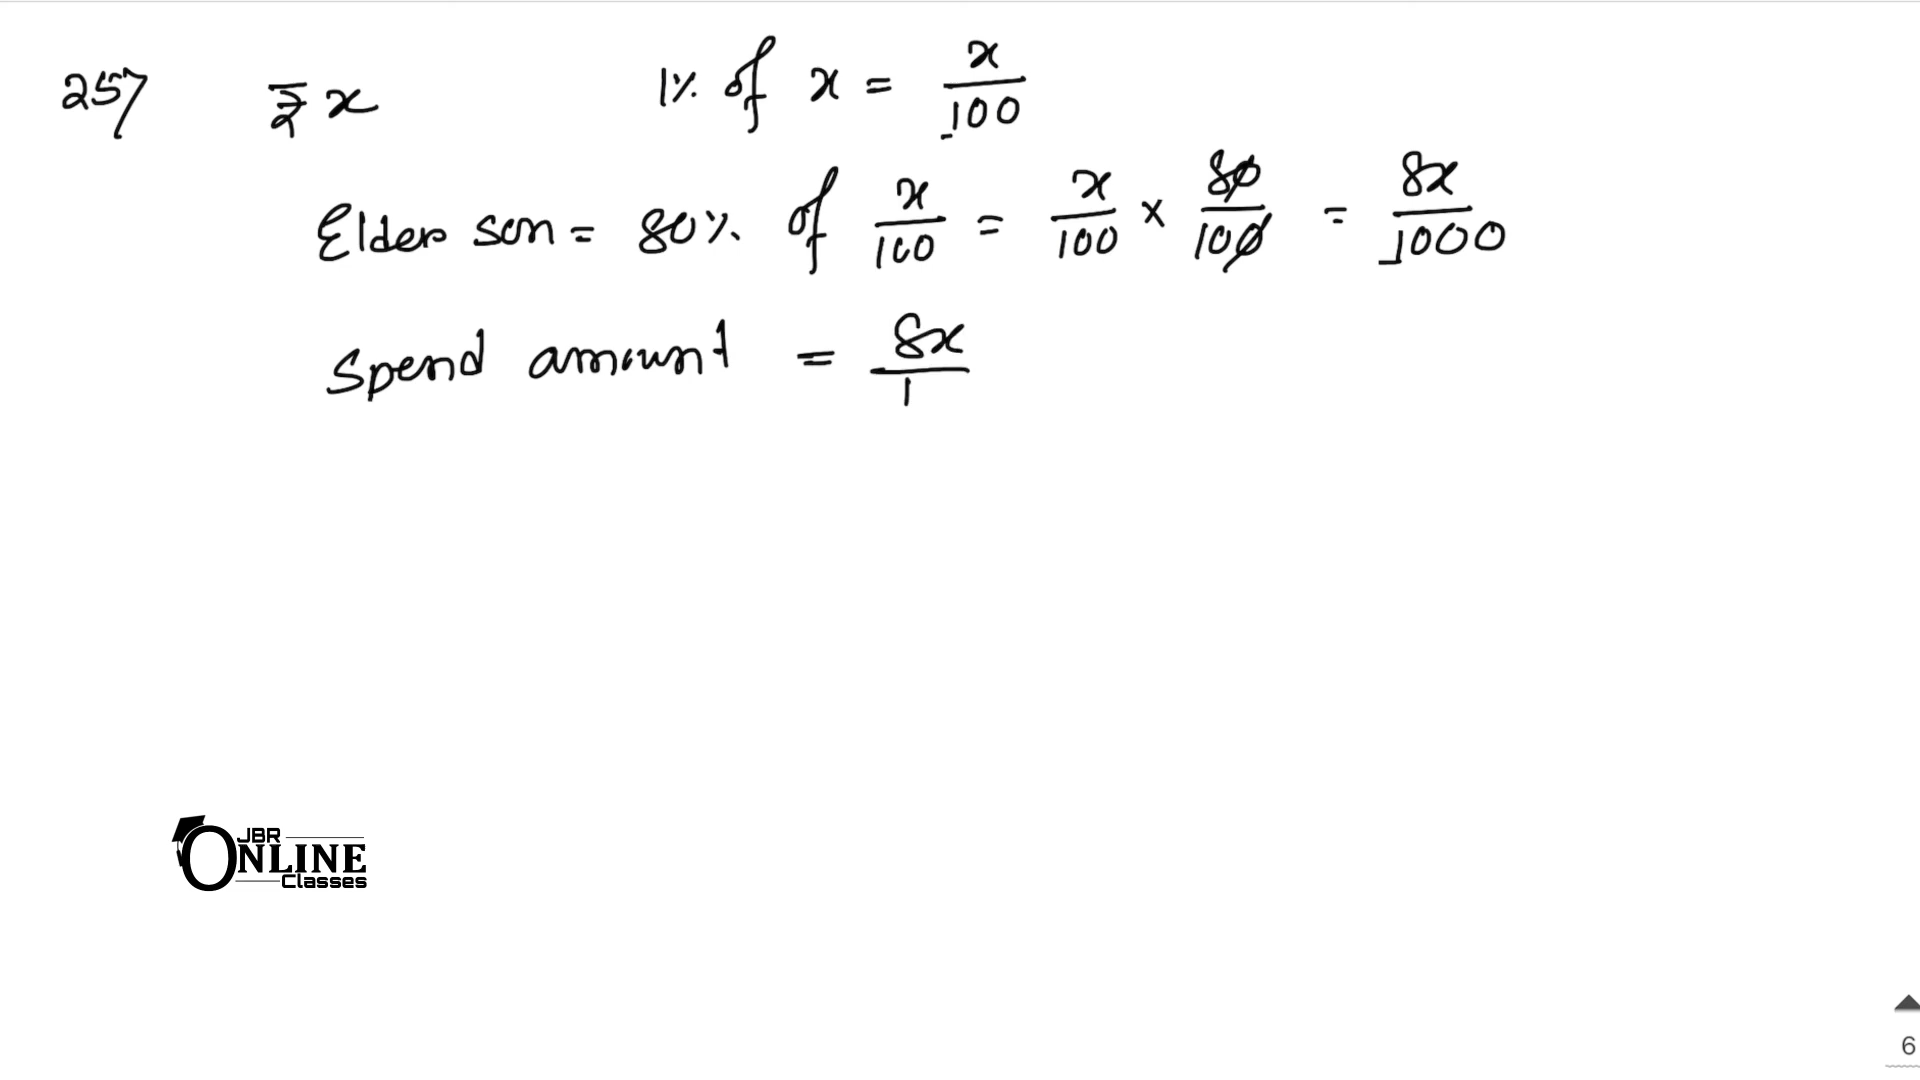 257 ₹ x 1% of x = x/100
Elder son = 80% of x/100 = x/100 × 80/100 = 8x/1000
Spend amount = 8x/1
JBR
ONLINE
Classes
6